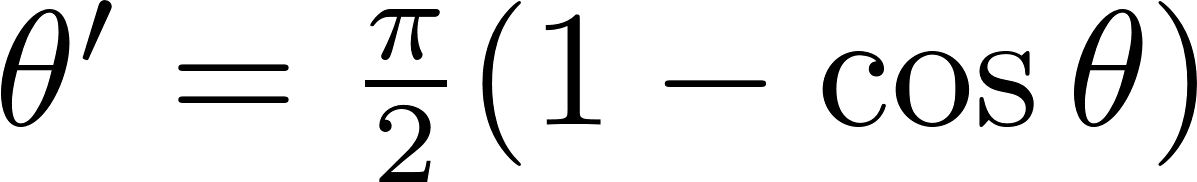 θ′ = π/2 (1 − cos θ)